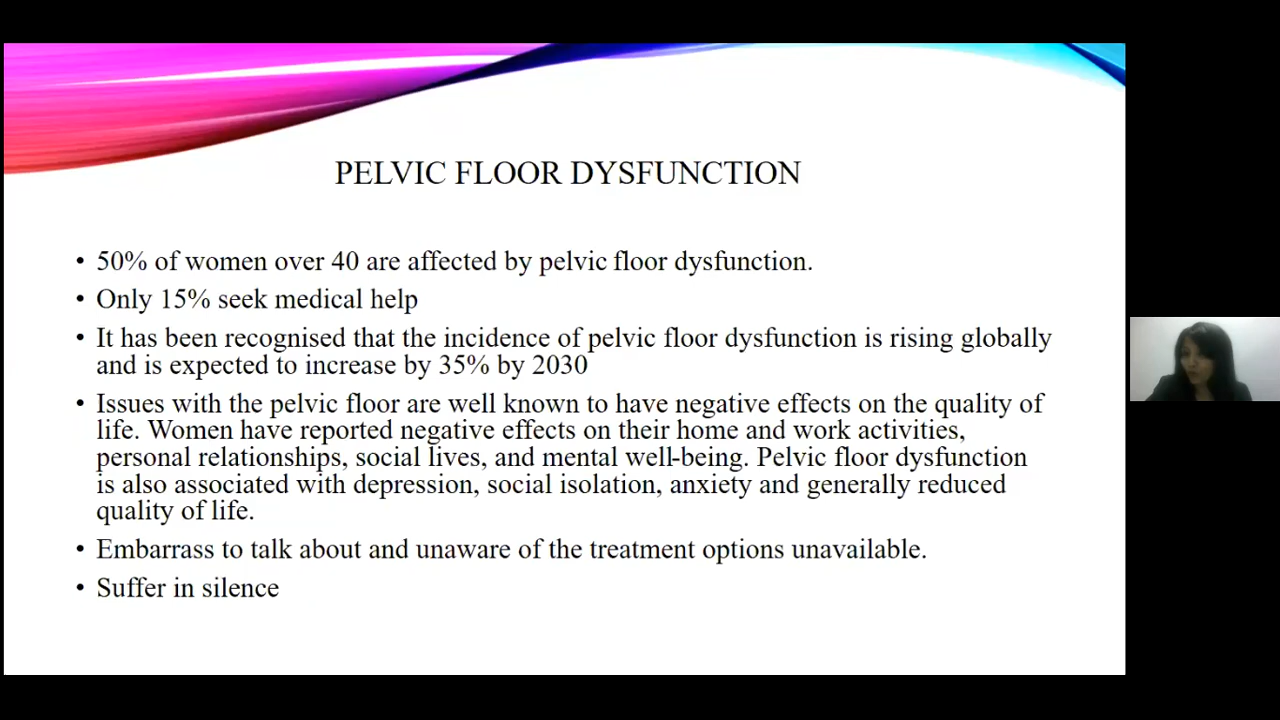 PELVIC FLOOR DYSFUNCTION
• 50% of women over 40 are affected by pelvic floor dysfunction.
• Only 15% seek medical help
• It has been recognised that the incidence of pelvic floor dysfunction is rising globally
and is expected to increase by 35% by 2030
• Issues with the pelvic floor are well known to have negative effects on the quality of
life. Women have reported negative effects on their home and work activities,
personal relationships, social lives, and mental well-being. Pelvic floor dysfunction
is also associated with depression, social isolation, anxiety and generally reduced
quality of life.
• Embarrass to talk about and unaware of the treatment options unavailable.
• Suffer in silence